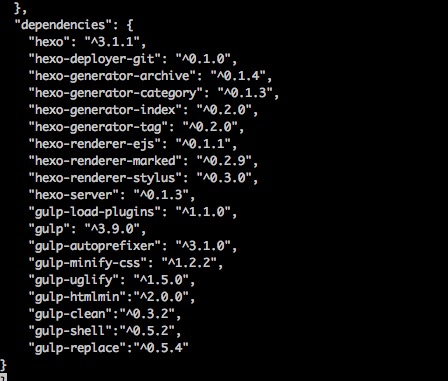 },
"dependencies": {
"hexo": "^3.1.1",
"hexo-deployer-git": "^0.1.0",
"hexo-generator-archive": "^0.1.4",
"hexo-generator-category": "^0.1.3",
"hexo-generator-index": "^0.2.0",
"hexo-generator-tag": "^0.2.0",
"hexo-renderer-ejs": "^0.1.1",
"hexo-renderer-marked": "^0.2.9",
"hexo-renderer-stylus": "^0.3.0",
"hexo-server": "^0.1.3",
"gulp-load-plugins": "^1.1.0",
"gulp": "^3.9.0",
"gulp-autoprefixer": "^3.1.0",
"gulp-minify-css": "^1.2.2",
"gulp-uglify": "^1.5.0",
"gulp-htmlmin":"^2.0.0",
"gulp-clean":"^0.3.2",
"gulp-shell":"^0.5.2",
"gulp-replace":"^0.5.4"
}
}